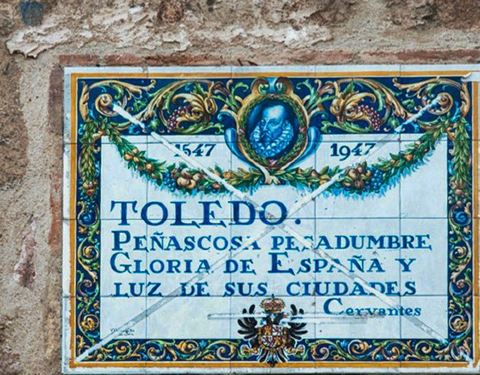 1547 1947
TOLEDO.
PEÑASCOSA PESADUMBRE
GLORIA DE ESPAÑA Y
LUZ DE SUS CIUDADES
Cervantes